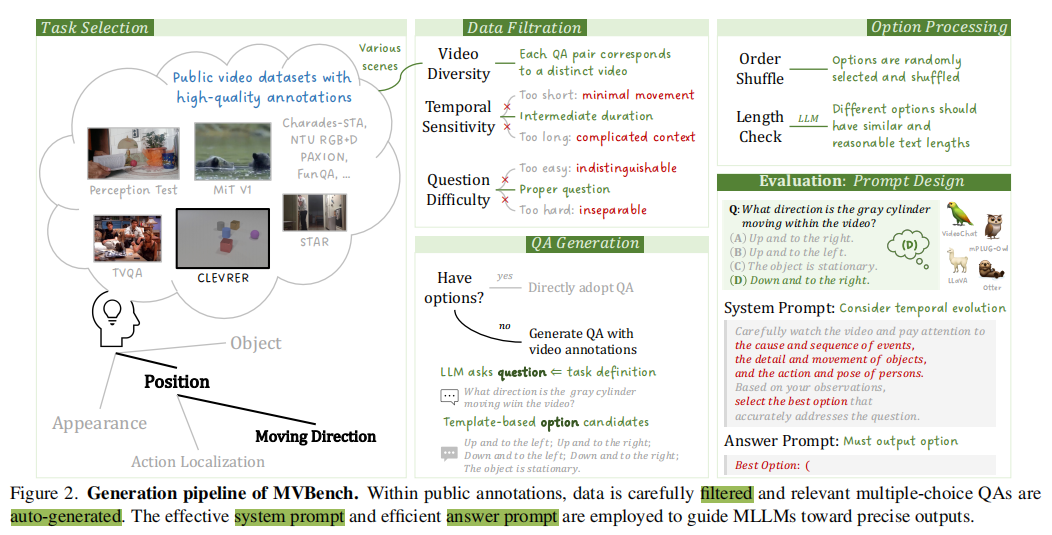 Task Selection
Various
scenes
Public video datasets with
high-quality annotations
Charades-STA,
NTU RGB+D
PAXION,
FunQA, ...
Perception Test
MiT V1
TVQA
CLEVRER
STAR
Object
Position
Appearance
Moving Direction
Action Localization
Data Filtration
Video
Diversity
Each QA pair corresponds
to a distinct video
Temporal
Sensitivity
Too short: minimal movement
Intermediate duration
Too long: complicated context
Question
Difficulty
Too easy: indistinguishable
Proper question
Too hard: inseparable
QA Generation
Have
options?
yes
Directly adopt QA
no
Generate QA with
video annotations
LLM asks question ⇐ task definition
What direction is the gray cylinder
moving wiin the video?
Template-based option candidates
Up and to the left; Up and to the right;
Down and to the left; Down and to the right;
The object is stationary.
Option Processing
Order
Shuffle
Options are randomly
selected and shuffled
Length
Check
LLM
Different options should
have similar and
reasonable text lengths
Evaluation: Prompt Design
Q: What direction is the gray cylinder
moving within the video?
(A) Up and to the right.
(B) Up and to the left.
(C) The object is stationary.
(D) Down and to the right.
(D)
VideoChat
mPLUG-Owl
LLaVA
Otter
System Prompt: Consider temporal evolution
Carefully watch the video and pay attention to
the cause and sequence of events,
the detail and movement of objects,
and the action and pose of persons.
Based on your observations,
select the best option that
accurately addresses the question.
Answer Prompt: Must output option
Best Option: (
Figure 2. Generation pipeline of MVBench. Within public annotations, data is carefully filtered and relevant multiple-choice QAs are
auto-generated. The effective system prompt and efficient answer prompt are employed to guide MLLMs toward precise outputs.